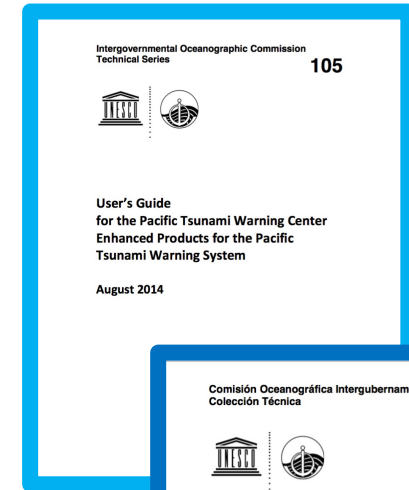 Intergovernmental Oceanographic Commission
Technical Series
105
UNESCO
User's Guide
for the Pacific Tsunami Warning Center
Enhanced Products for the Pacific
Tsunami Warning System
August 2014
Comisión Oceanográfica Intergubernam
Colección Técnica
UNESCO